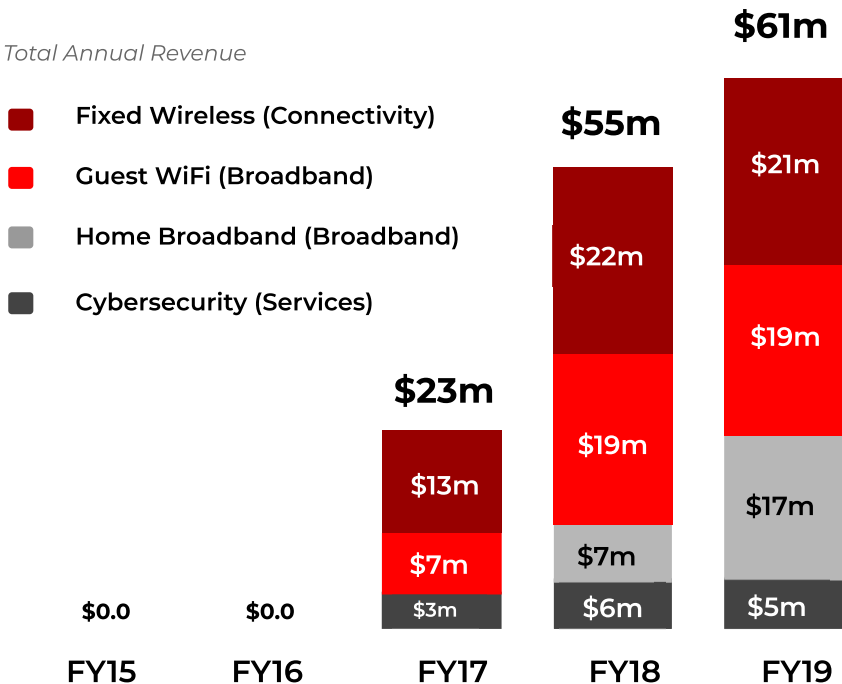 $61m
Total Annual Revenue
Fixed Wireless (Connectivity)
$55m
$21m
Guest WiFi (Broadband)
Home Broadband (Broadband)
$22m
Cybersecurity (Services)
$19m
$23m
$19m
$13m
$17m
$7m
$7m
$0.0
$0.0
$3m
$6m
$5m
FY15
FY16
FY17
FY18
FY19